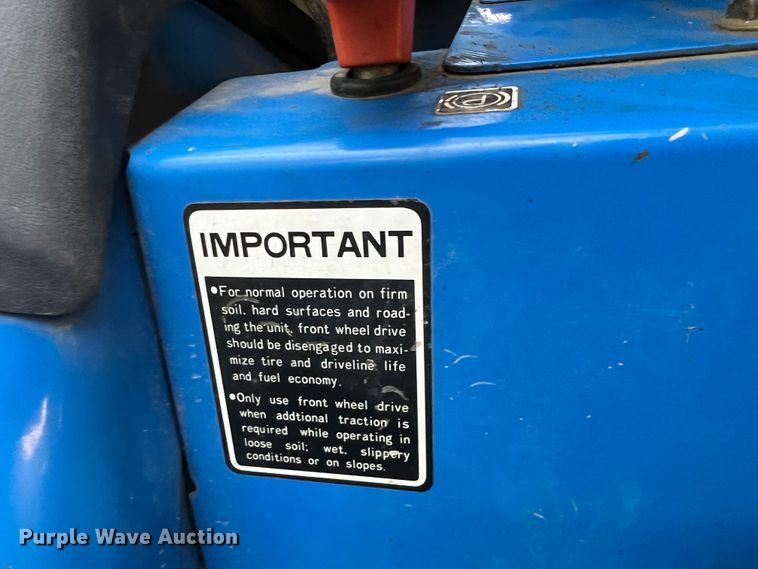 P
IMPORTANT
•For normal operation on firm
soil, hard surfaces and road-
ing the unit, front wheel drive
should be disengaged to maxi-
mize tire and driveline life
and fuel economy.
•Only use front wheel drive
when addtional traction is
required while operating in
loose soil; wet, slippery
conditions or on slopes.
Purple Wave Auction